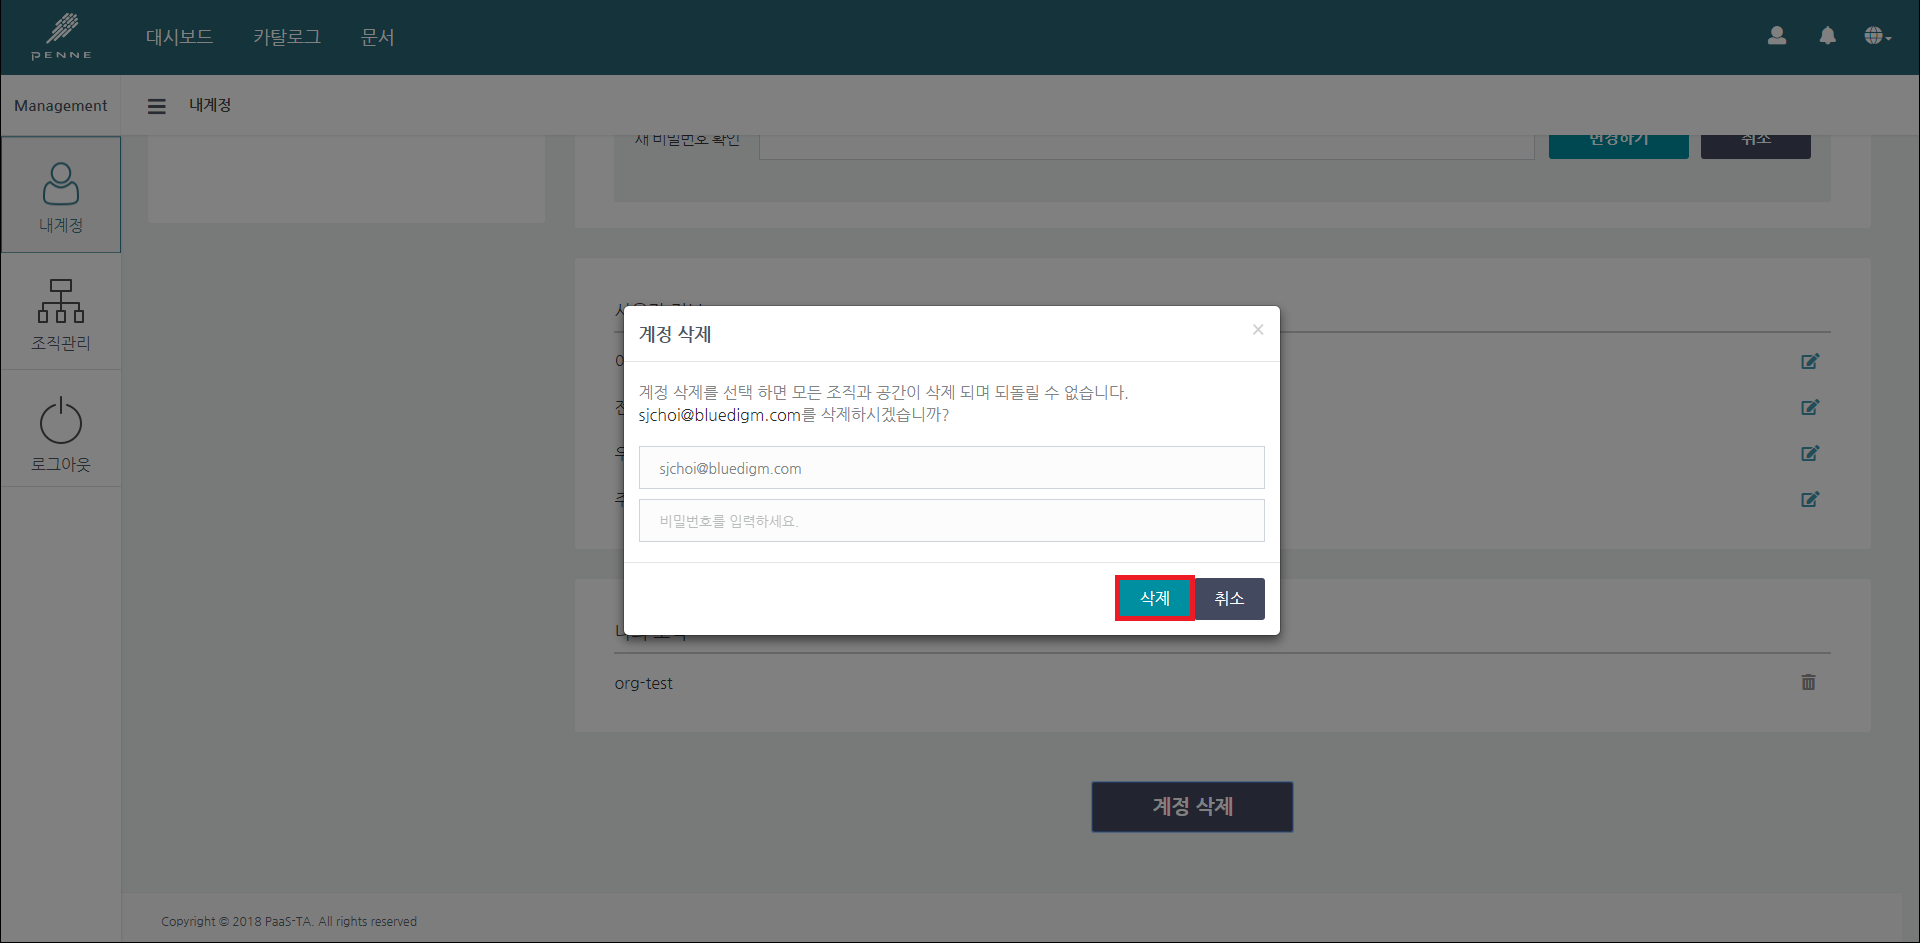 PENNE
대시보드
카탈로그
문서
Management
내계정
내계정
조직관리
로그아웃
새 비밀번호 확인
변경하기
취소
계정 삭제
×
계정 삭제를 선택 하면 모든 조직과 공간이 삭제 되며 되돌릴 수 없습니다.
sjchoi@bluedigm.com를 삭제하시겠습니까?
sjchoi@bluedigm.com
비밀번호를 입력하세요.
삭제
취소
org-test
계정 삭제
Copyright © 2018 PaaS-TA. All rights reserved